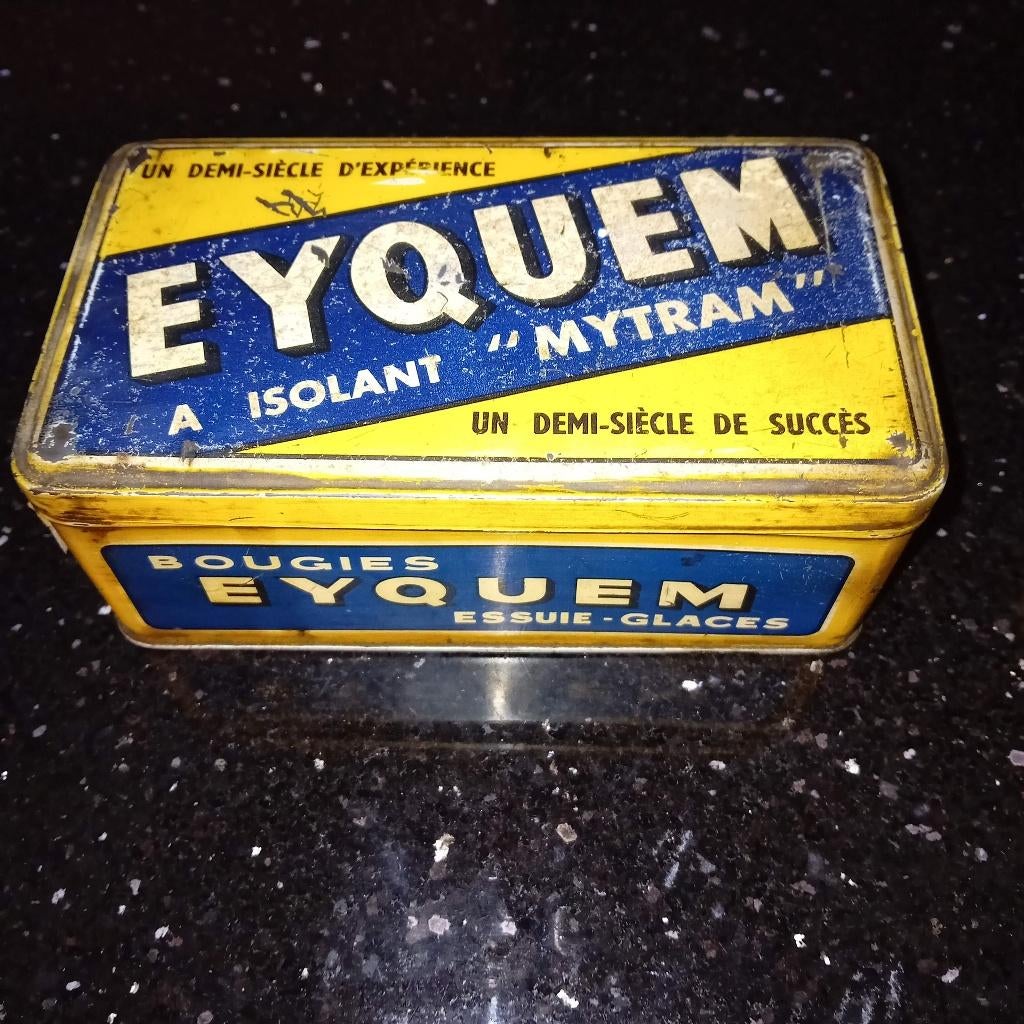 UN DEMI-SIÈCLE D'EXPÉRIENCE
EYQUEM
A ISOLANT "MYTRAM"
UN DEMI-SIÈCLE DE SUCCÈS
BOUGIES
EYQUEM
ESSUIE-GLACES